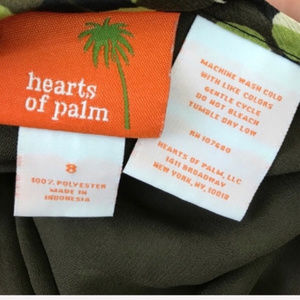 hearts
of palm
8
100% POLYESTER
MADE IN
INDONESIA
MACHINE WASH COLD
WITH LIKE COLORS
GENTLE CYCLE
DO NOT BLEACH
TUMBLE DRY LOW
RN 107680
HEARTS OF PALM, LLC
1411 BROADWAY
NEW YORK, NY, 10018